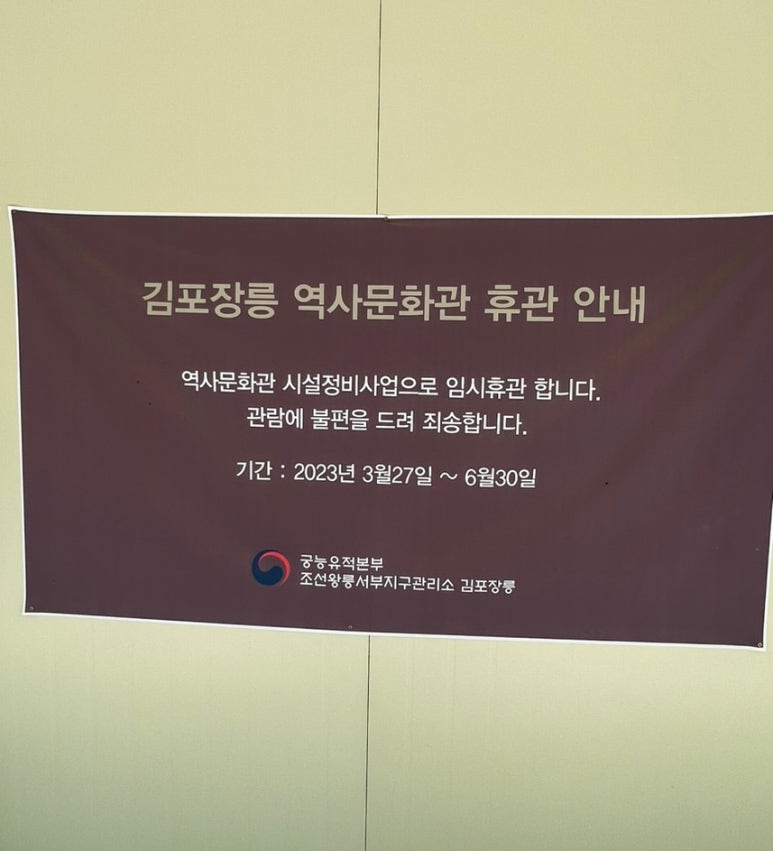 김포장릉 역사문화관 휴관 안내
역사문화관 시설정비사업으로 임시휴관 합니다.
관람에 불편을 드려 죄송합니다.
기간 : 2023년 3월27일 ~ 6월30일
궁능유적본부
조선왕릉서부지구관리소 김포장릉